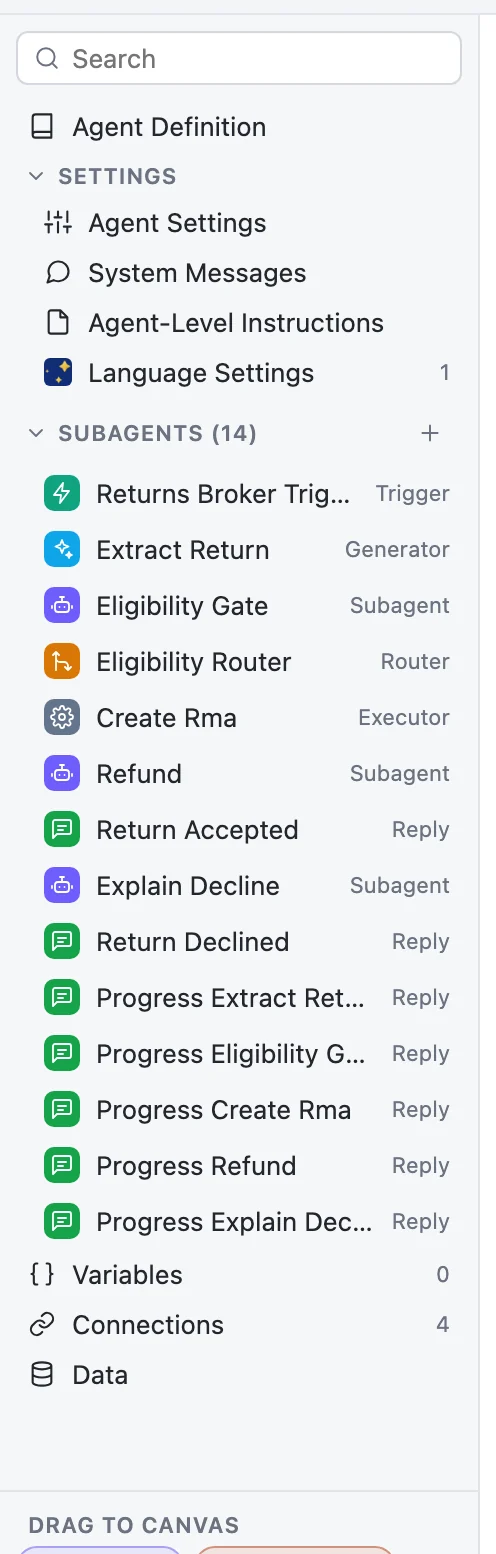 Search
Agent Definition
SETTINGS
Agent Settings
System Messages
Agent-Level Instructions
Language Settings 1
SUBAGENTS (14) +
Returns Broker Trig... Trigger
Extract Return Generator
Eligibility Gate Subagent
Eligibility Router Router
Create Rma Executor
Refund Subagent
Return Accepted Reply
Explain Decline Subagent
Return Declined Reply
Progress Extract Ret... Reply
Progress Eligibility G... Reply
Progress Create Rma Reply
Progress Refund Reply
Progress Explain Dec... Reply
Variables 0
Connections 4
Data
DRAG TO CANVAS